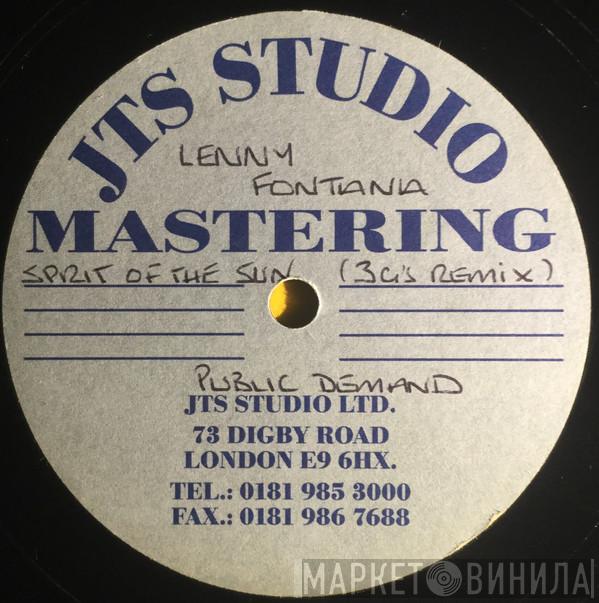 JTS STUDIO
LENNY
FONTANA
MASTERING
SPRIT OF THE SUN (3G's REMIX)
PUBLIC DEMAND
JTS STUDIO LTD.
73 DIGBY ROAD
LONDON E9 6HX.
TEL.: 0181 985 3000
FAX.: 0181 986 7688
МАРКЕТ ВИНИЛА